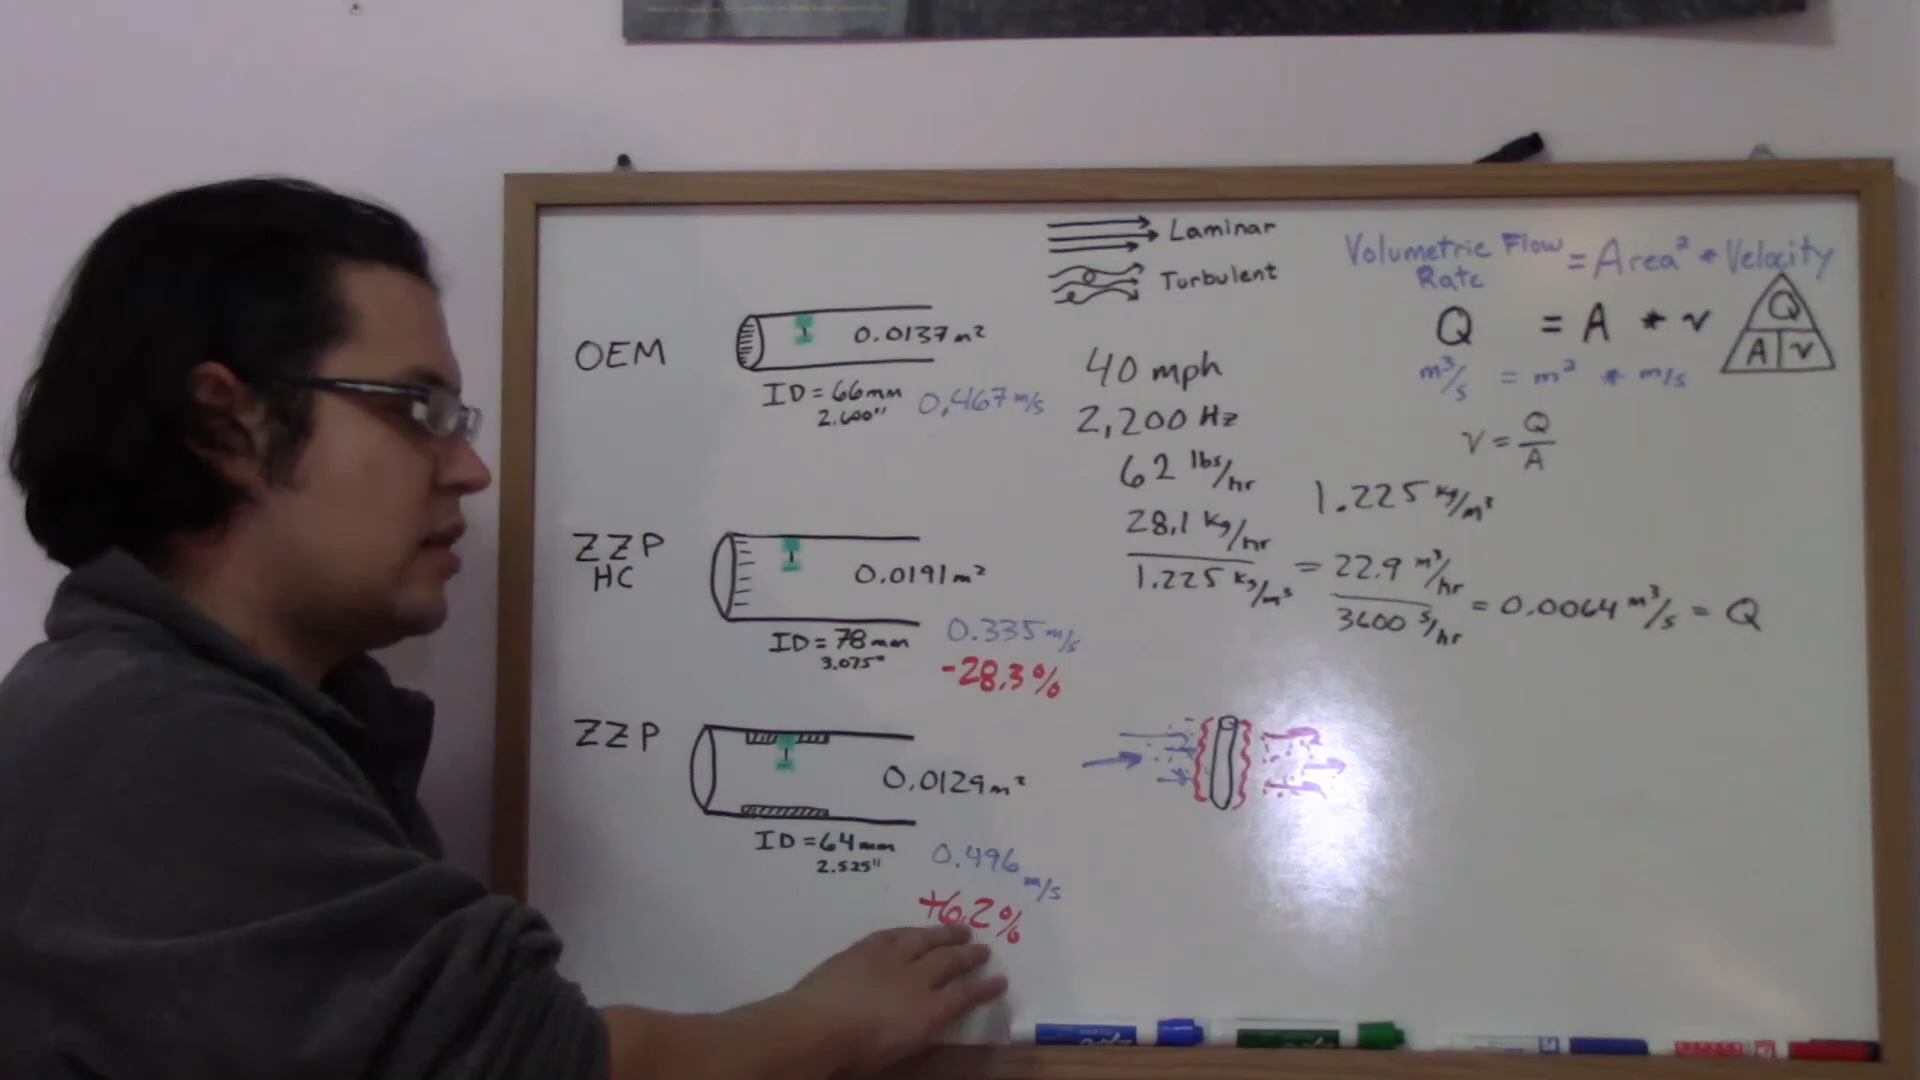 Laminar
Turbulent
Volumetric Flow Rate = Area² * Velocity
Q = A * v
Q
A v
m³/s = m² * m/s
v = Q/A
OEM
0.0137 m²
ID = 66mm
2.600"
0.467 m/s
40 mph
2,200 Hz
62 lbs/hr
28.1 kg/hr
1.225 kg/m³
1.225 kg/m³
= 22.9 m³/hr
3600 s/hr
= 0.0064 m³/s = Q
ZZP
HC
0.0191 m²
ID = 78mm
3.075"
0.335 m/s
-28.3%
ZZP
0.0129 m²
ID = 64mm
2.525"
0.496 m/s
+6.2%